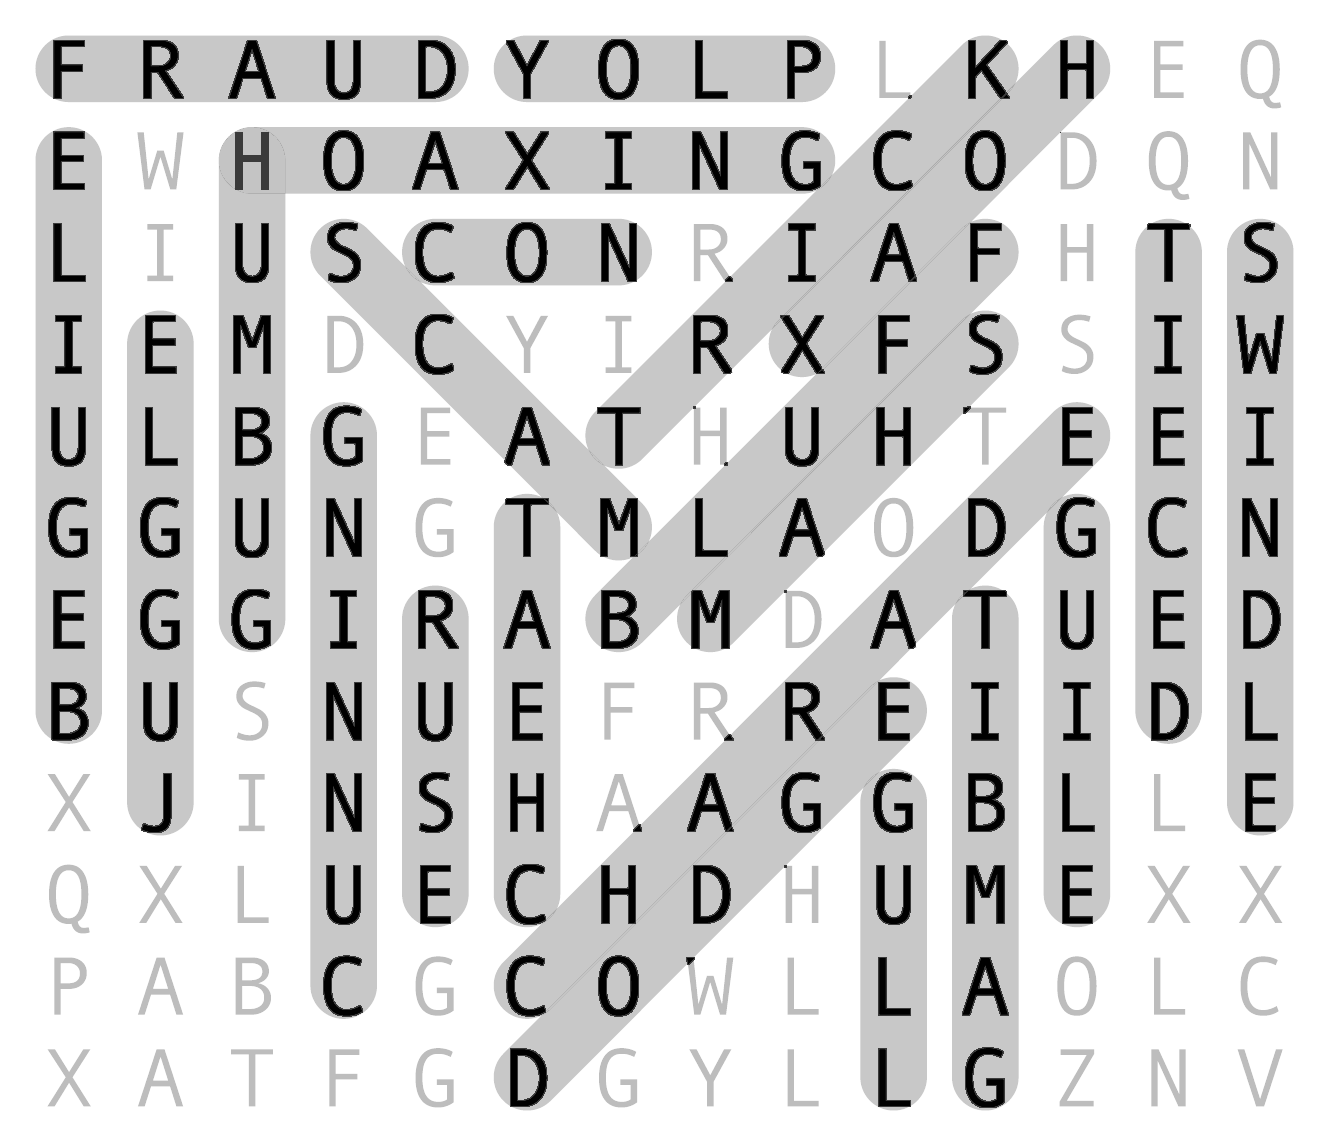 F R A U D Y O L P L K H E Q
E W H O A X I N G C O D Q N
L I U S C O N R I A F H T S
I E M D C Y I R X F S S I W
U L B G E A T H U H T E E I
G G U N G T M L A O D G C N
E G G I R A B M D A T U E D
B U S N U E F R R E I I D L
X J I N S H A A G G B L L E
Q X L U E C H D H U M E X X
P A B C G C O W L L A O L C
X A T F G D G Y L L G Z N V